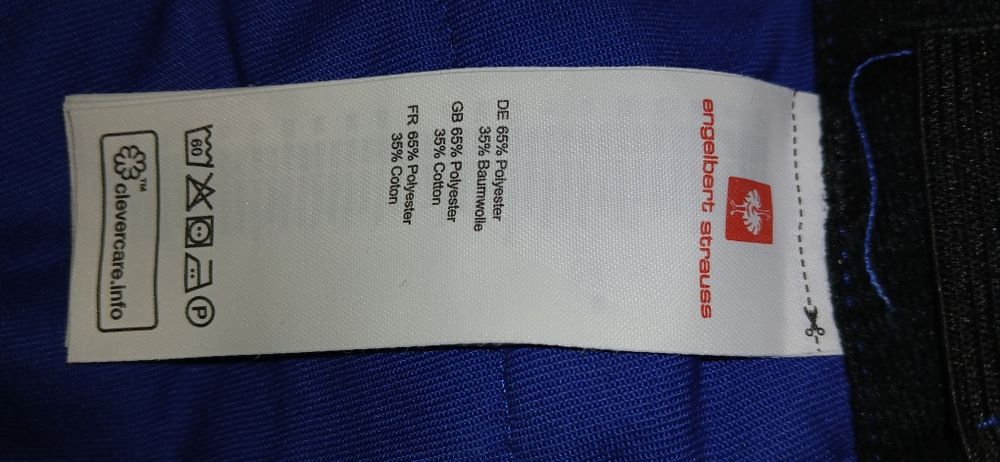 engelbert strauss
DE 65% Polyester
35% Baumwolle
GB 65% Polyester
35% Cotton
FR 65% Polyester
35% Coton
60
P
™
clevercare.info